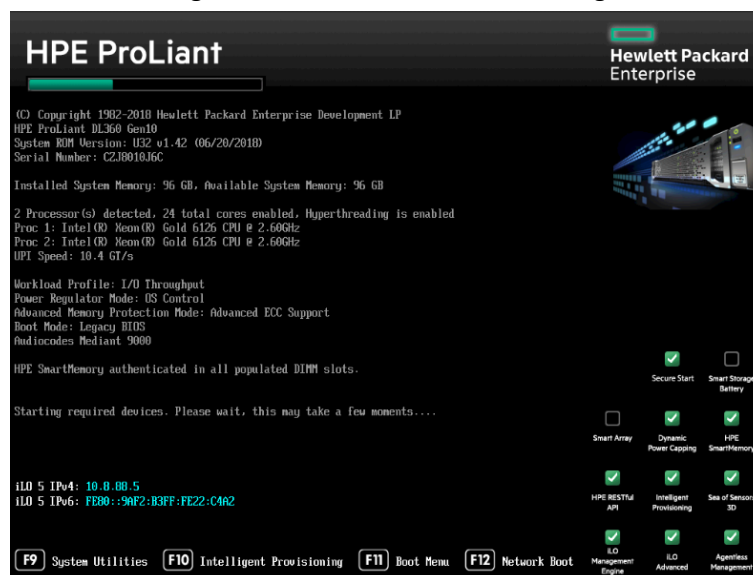 HPE ProLiant
Hewlett Packard
Enterprise
(C) Copyright 1982-2018 Hewlett Packard Enterprise Development LP
HPE ProLiant DL360 Gen10
System ROM Version: U32 v1.42 (06/20/2018)
Serial Number: C2J8010J6C
Installed System Memory: 96 GB, Available System Memory: 96 GB
2 Processor(s) detected, 24 total cores enabled, Hyperthreading is enabled
Proc 1: Intel(R) Xeon(R) Gold 6126 CPU @ 2.60GHz
Proc 2: Intel(R) Xeon(R) Gold 6126 CPU @ 2.60GHz
UPI Speed: 10.4 GT/s
Workload Profile: I/O Throughput
Power Regulator Mode: OS Control
Advanced Memory Protection Mode: Advanced ECC Support
Boot Mode: Legacy BIOS
Audiocodes Mediant 9000
HPE SmartMemory authenticated in all populated DIMM slots.
Starting required devices. Please wait, this may take a few moments....
Secure Start
Smart Storage
Battery
Smart Array
Dynamic
Power Capping
HPE
SmartMemory
iLO 5 IPv4: 10.8.88.5
iLO 5 IPv6: FE80::9AF2:B3FF:FE22:C4A2
HPE RESTful
API
Intelligent
Provisioning
Sea of Sensor
3D
iLO
Management
Engine
iLO
Advanced
Agentless
Management
F9 System Utilities F10 Intelligent Provisioning F11 Boot Menu F12 Network Boot